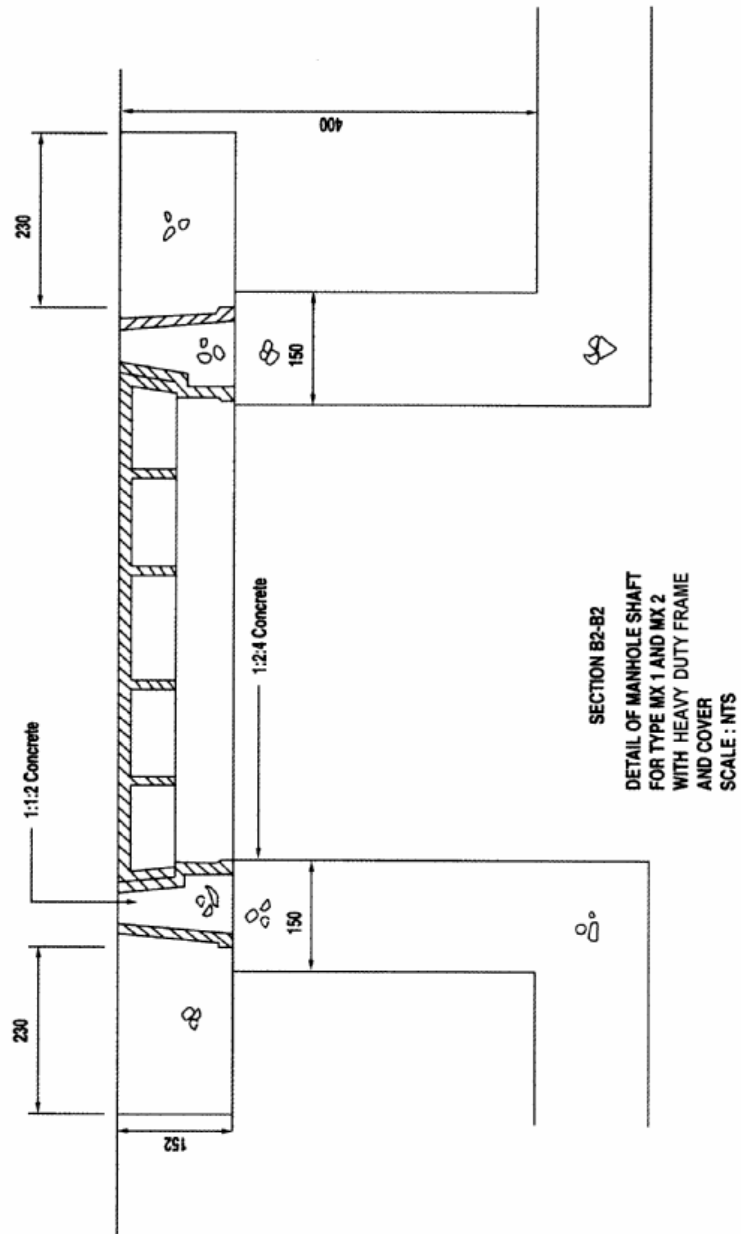 230
400
150
1:1:2 Concrete
1:2:4 Concrete
230
150
152
SECTION B2-B2
DETAIL OF MANHOLE SHAFT
FOR TYPE MX 1 AND MX 2
WITH HEAVY DUTY FRAME
AND COVER
SCALE : NTS